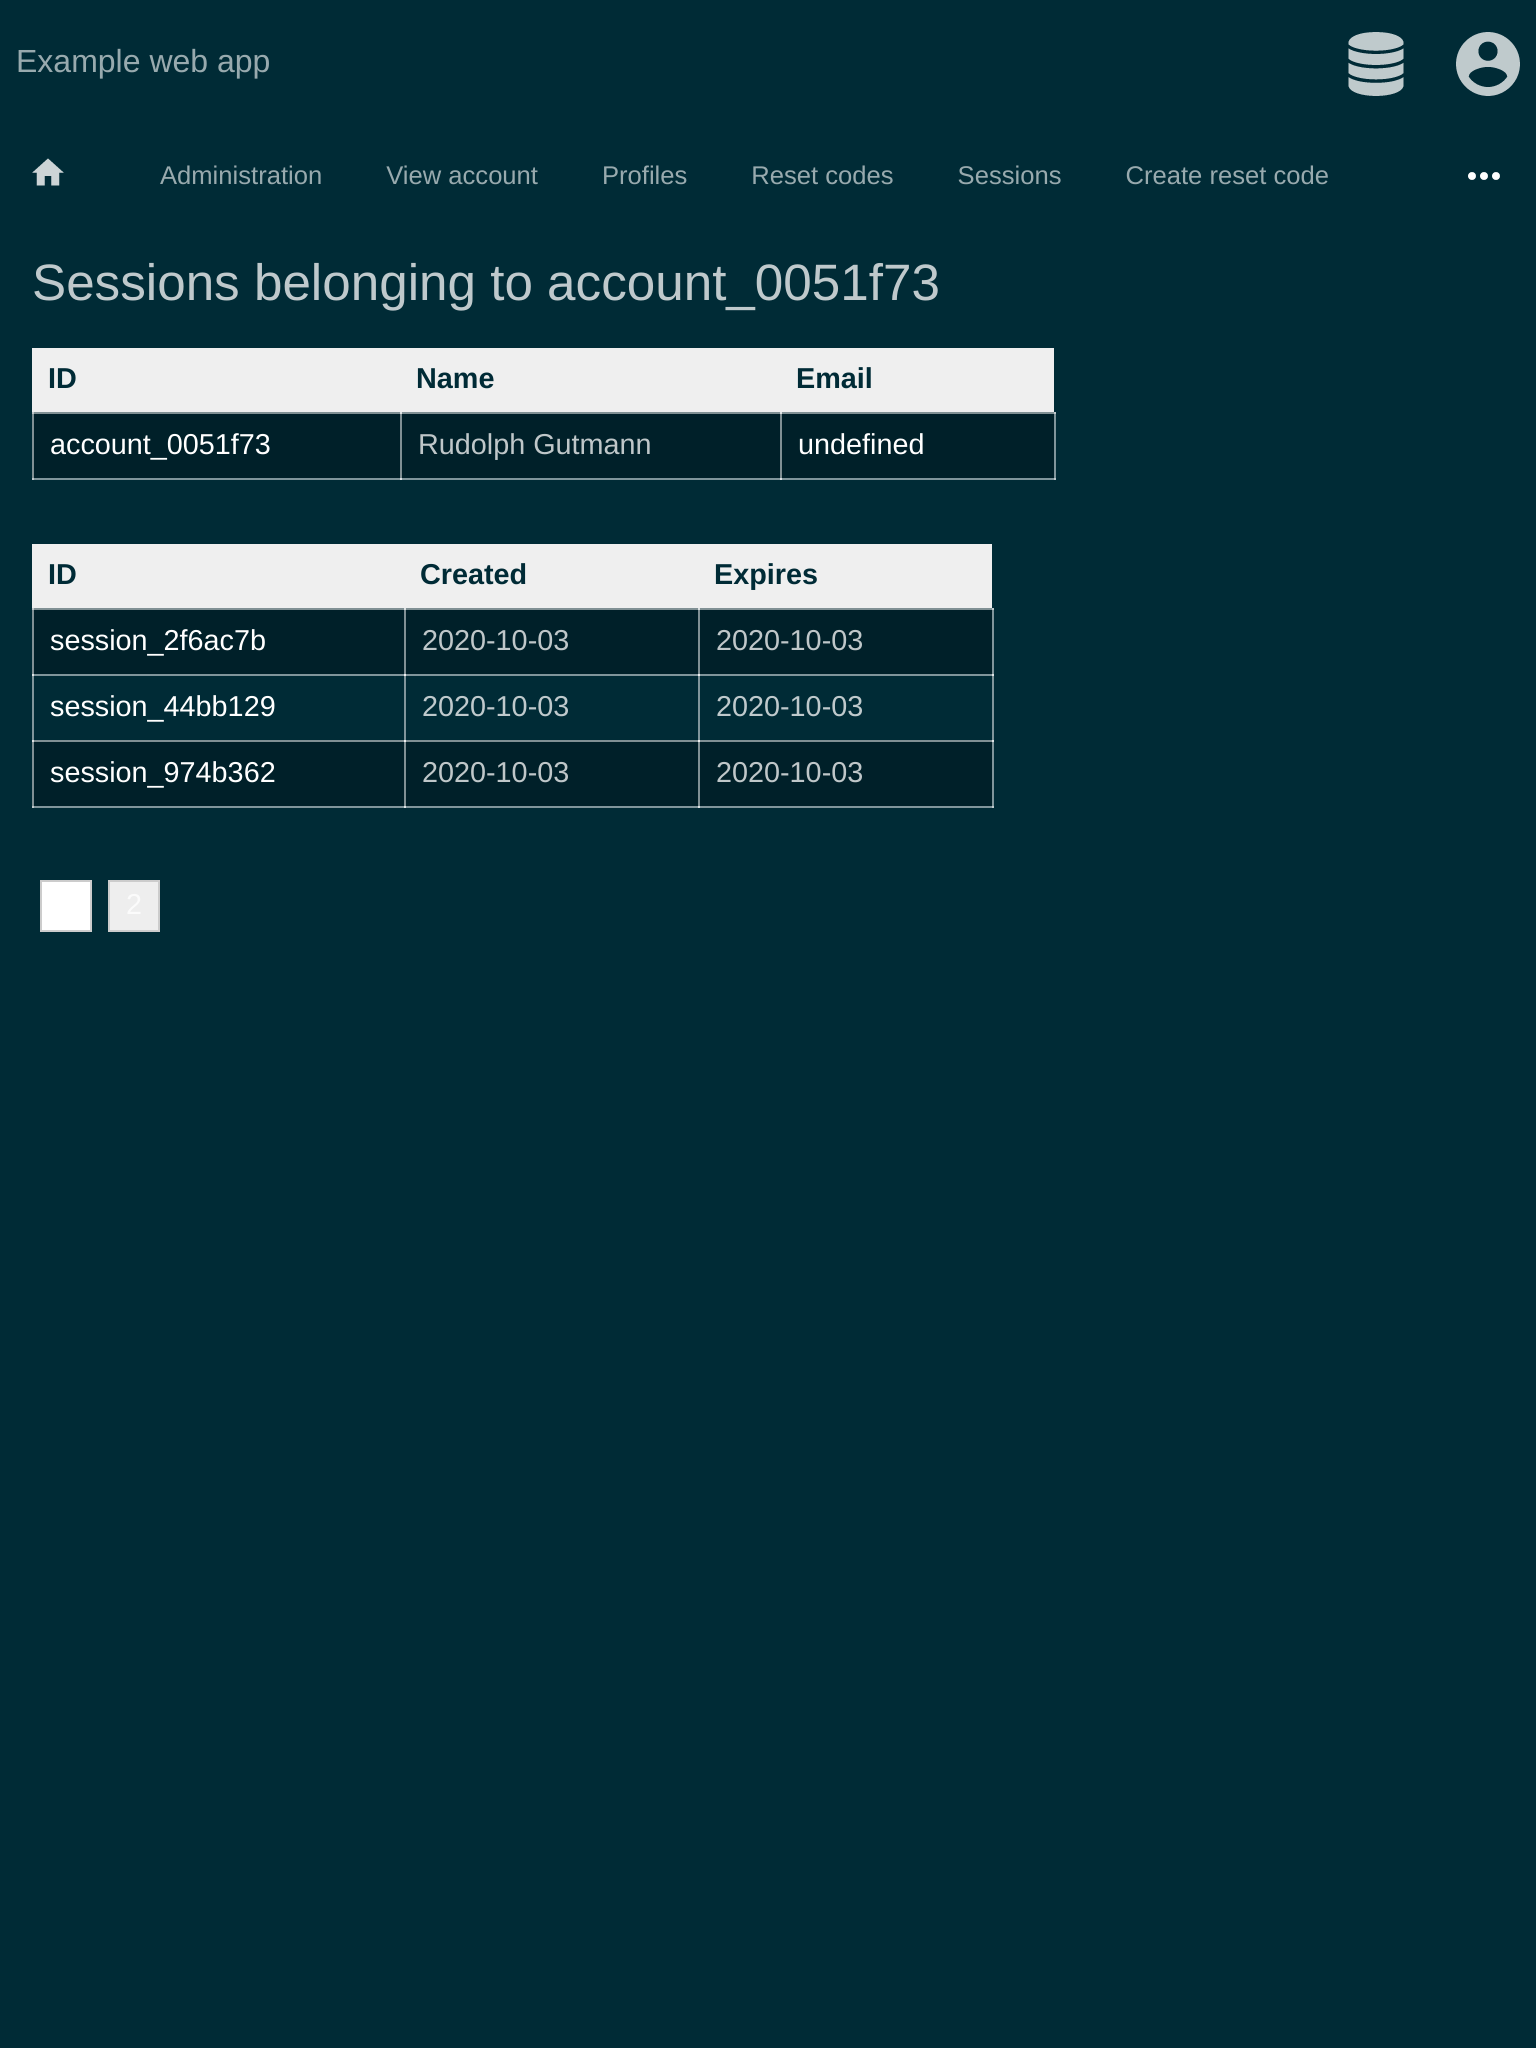 Example web app
Administration View account Profiles Reset codes Sessions Create reset code
Sessions belonging to account_0051f73
ID Name Email
account_0051f73 Rudolph Gutmann undefined
ID Created Expires
session_2f6ac7b 2020-10-03 2020-10-03
session_44bb129 2020-10-03 2020-10-03
session_974b362 2020-10-03 2020-10-03
2